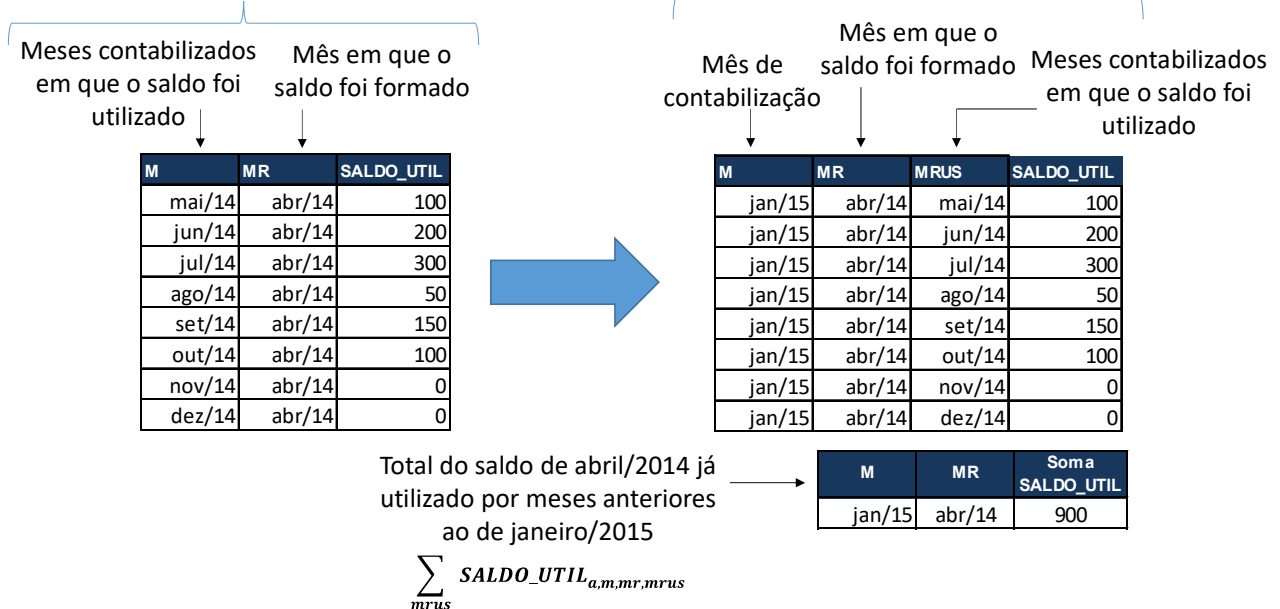 Meses contabilizados
em que o saldo foi
utilizado
Mês em que o
saldo foi formado
M MR SALDO_UTIL
mai/14 abr/14 100
jun/14 abr/14 200
jul/14 abr/14 300
ago/14 abr/14 50
set/14 abr/14 150
out/14 abr/14 100
nov/14 abr/14 0
dez/14 abr/14 0
Mês de
contabilização
Mês em que o
saldo foi formado
Meses contabilizados
em que o saldo foi
utilizado
M MR MRUS SALDO_UTIL
jan/15 abr/14 mai/14 100
jan/15 abr/14 jun/14 200
jan/15 abr/14 jul/14 300
jan/15 abr/14 ago/14 50
jan/15 abr/14 set/14 150
jan/15 abr/14 out/14 100
jan/15 abr/14 nov/14 0
jan/15 abr/14 dez/14 0
Total do saldo de abril/2014 já
utilizado por meses anteriores
ao de janeiro/2015
∑ SALDO_UTIL a,m,mr,mrus
mrus
M MR Soma
SALDO_UTIL
jan/15 abr/14 900